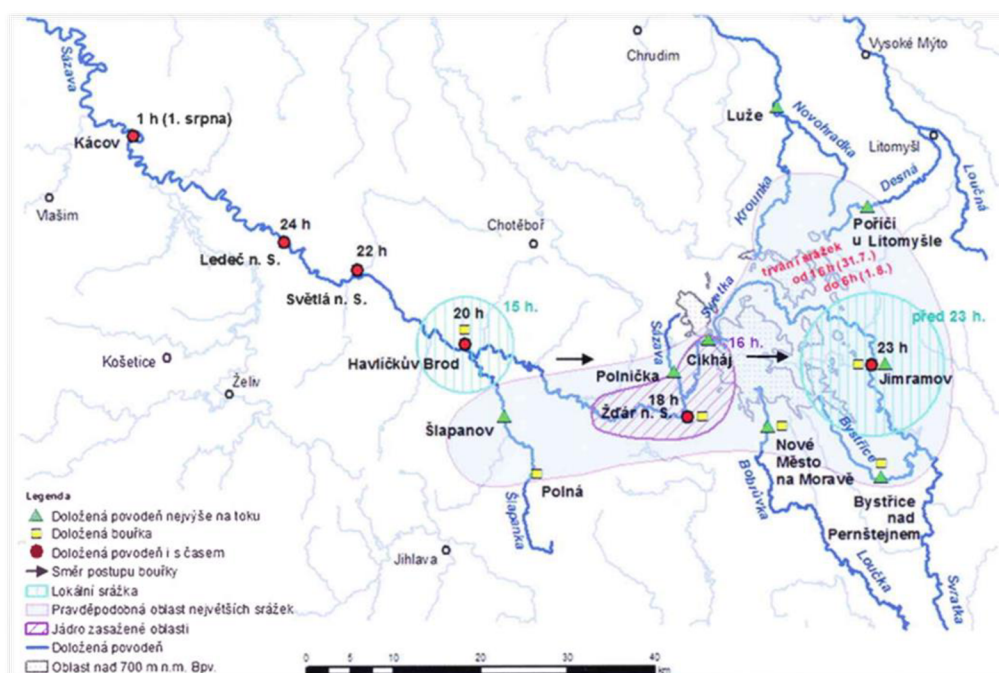 Sázava
1 h (1. srpna)
Kácov
Vlašim
24 h
Ledeč n. S.
22 h
Světlá n. S.
Chotěboř
Chrudim
Vysoké Mýto
Luže
Novohradka
Litomyšl
Desná
Loučná
Krounka
Poříčí
u Litomyšle
trvání srážek
od 16h (31.7.)
do 6h (1.8.)
15 h.
20 h
Havlíčkův Brod
Košetice
Želiv
Svratka
Sázava
Cikháj
16 h.
Polnička
18 h
Žďár n. S.
před 23 h.
23 h
Jimramov
Šlapanov
Polná
Šlapanka
Jihlava
Nové
Město
na Moravě
Bystřice
Bystřice
nad
Pernštejnem
Bobrůvka
Loučka
Svratka
Legenda
Doložená povodeň nejvýše na toku
Doložená bouřka
Doložená povodeň i s časem
Směr postupu bouřky
Lokální srážka
Pravděpodobná oblast největších srážek
Jádro zasažené oblasti
Doložená povodeň
Oblast nad 700 m n.m. Bpv.
0 10 20 30 40
km